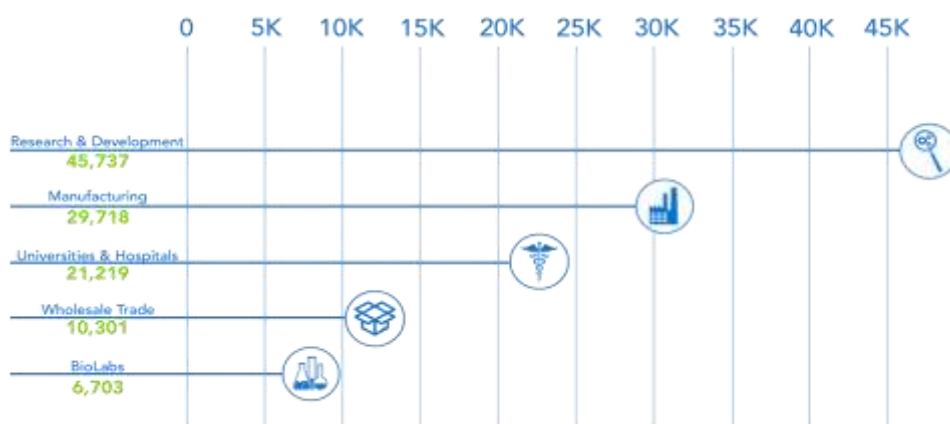 0 5K 10K 15K 20K 25K 30K 35K 40K 45K
Research & Development
45,737
Manufacturing
29,718
Universities & Hospitals
21,219
Wholesale Trade
10,301
BioLabs
6,703